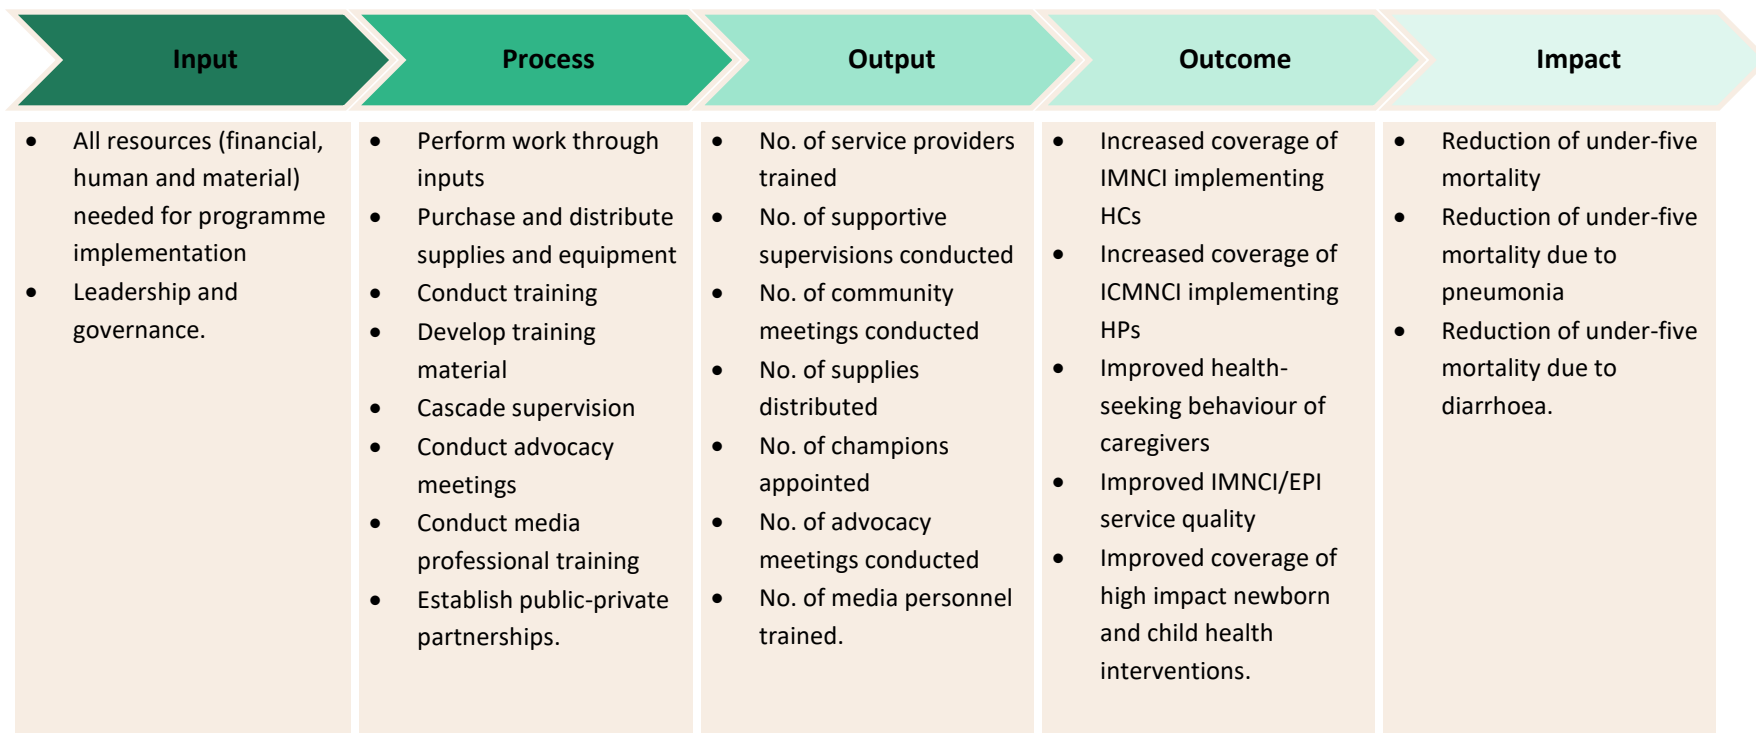 Input
Process
Output
Outcome
Impact
• All resources (financial,
human and material)
needed for programme
implementation
• Leadership and
governance.
• Perform work through
inputs
• Purchase and distribute
supplies and equipment
• Conduct training
• Develop training
material
• Cascade supervision
• Conduct advocacy
meetings
• Conduct media
professional training
• Establish public-private
partnerships.
• No. of service providers
trained
• No. of supportive
supervisions conducted
• No. of community
meetings conducted
• No. of supplies
distributed
• No. of champions
appointed
• No. of advocacy
meetings conducted
• No. of media personnel
trained.
• Increased coverage of
IMNCI implementing
HCs
• Increased coverage of
ICMNCI implementing
HPs
• Improved health-
seeking behaviour of
caregivers
• Improved IMNCI/EPI
service quality
• Improved coverage of
high impact newborn
and child health
interventions.
• Reduction of under-five
mortality
• Reduction of under-five
mortality due to
pneumonia
• Reduction of under-five
mortality due to
diarrhoea.